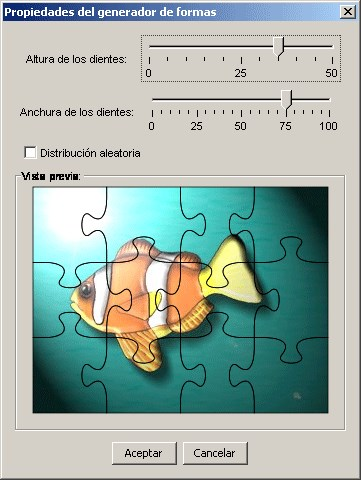 Propiedades del generador de formas
Altura de los dientes:
0 25 50
Anchura de los dientes:
0 25 50 75 100
Distribución aleatoria
Vista previa:
Aceptar Cancelar